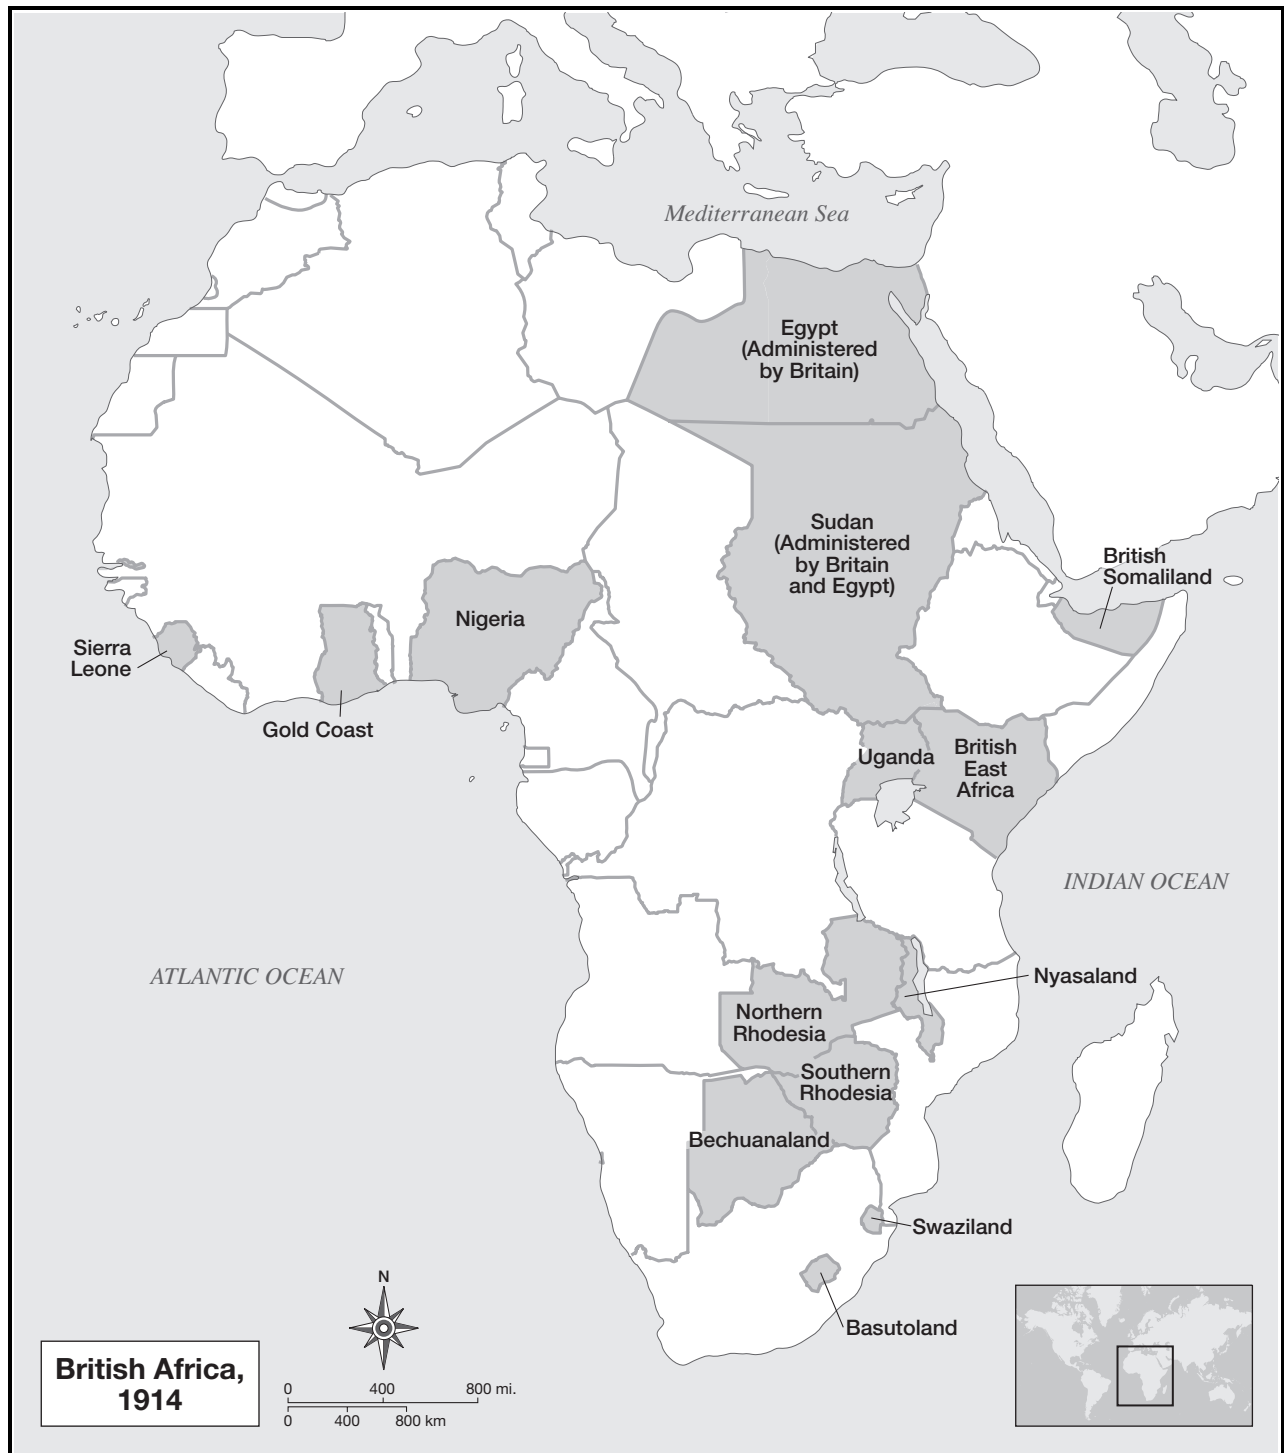 Mediterranean Sea
Egypt
(Administered
by Britain)
Sudan
(Administered
by Britain
and Egypt)
British
Somaliland
Nigeria
Sierra
Leone
Gold Coast
Uganda
British
East
Africa
INDIAN OCEAN
ATLANTIC OCEAN
Nyasaland
Northern
Rhodesia
Southern
Rhodesia
Bechuanaland
Swaziland
Basutoland
N
British Africa,
1914
0 400 800 mi.
0 400 800 km